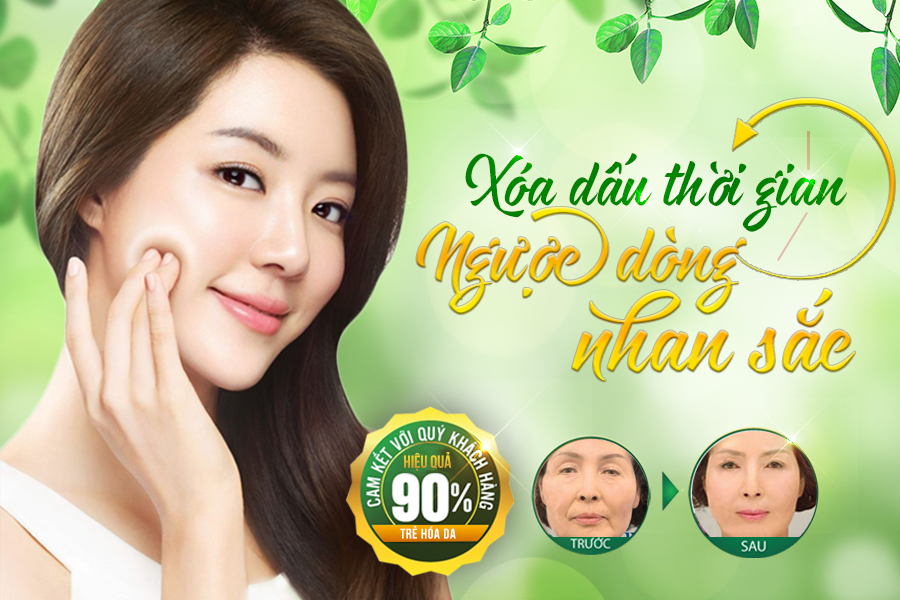 Xóa dấu thời gian
Ngược dòng
nhan sắc
CAM KẾT VỚI QUÝ KHÁCH HÀNG
HIỆU QUẢ
90%
TRẺ HÓA DA
TRƯỚC
SAU